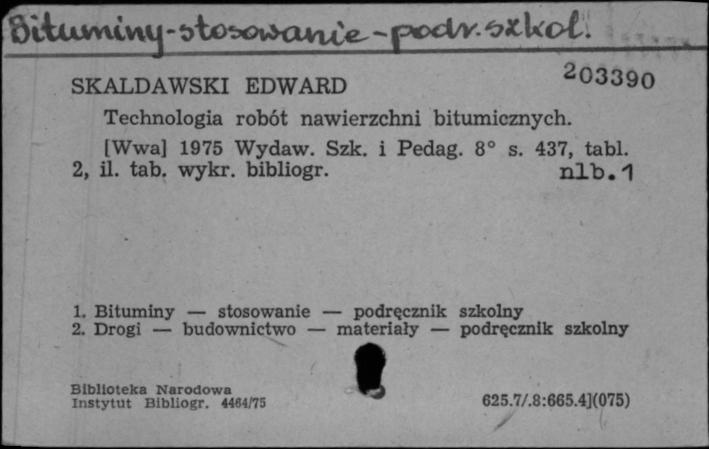 Bituminy-stosowanie-podr.szkol.
203390
SKALDAWSKI EDWARD
Technologia robót nawierzchni bitumicznych.
[Wwa] 1975 Wydaw. Szk. i Pedag. 8° s. 437, tabl.
2, il. tab. wykr. bibliogr. nlb.1
1. Bituminy — stosowanie — podręcznik szkolny
2. Drogi — budownictwo — materiały — podręcznik szkolny
Biblioteka Narodowa
Instytut Bibliogr. 4464/75 625.7/.8:665.4](075)